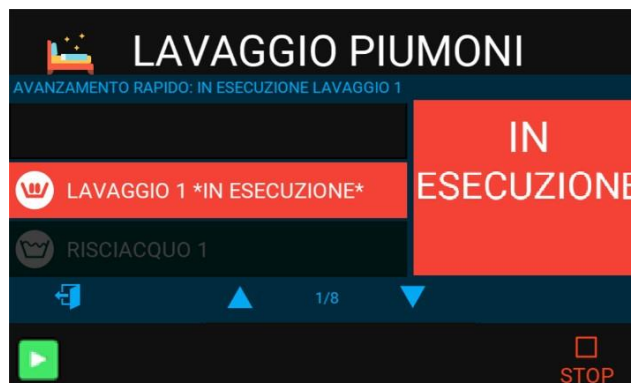 LAVAGGIO PIUMONI
AVANZAMENTO RAPIDO: IN ESECUZIONE LAVAGGIO 1
IN
ESECUZIONE
LAVAGGIO 1 *IN ESECUZIONE*
RISCIACQUO 1
1/8
STOP